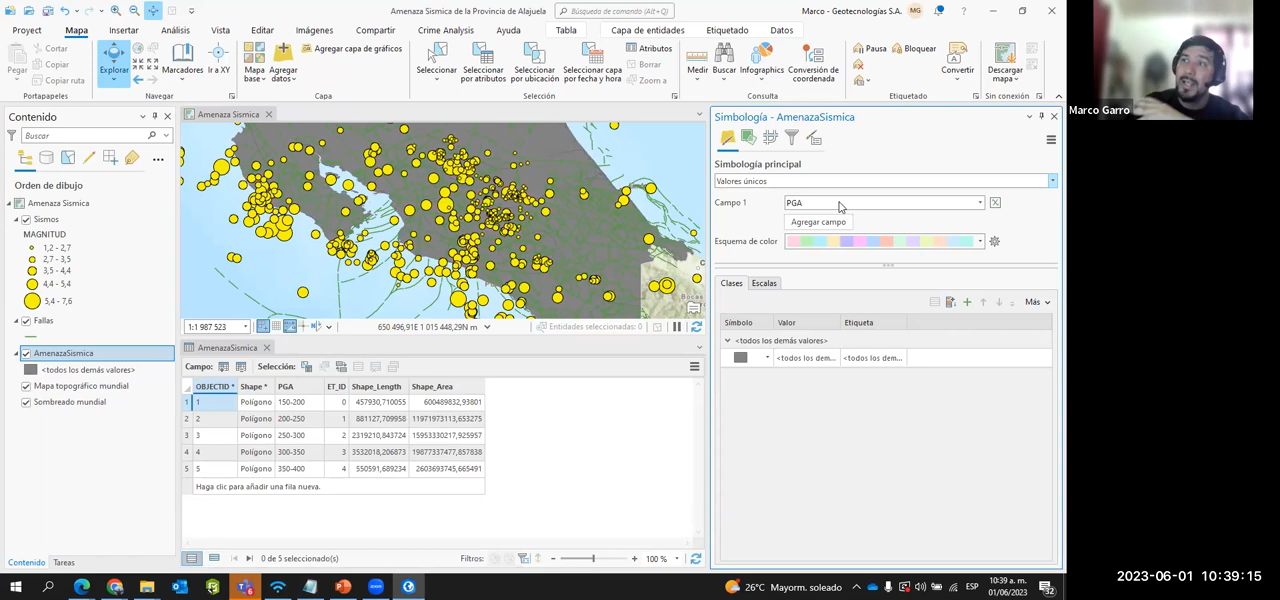 Amenaza Sismica de la Provincia de Alajuela
Búsqueda de comandos (Alt+Q)
Marco - Geotecnologías S.A.
MG
Proyecto
Mapa
Insertar
Análisis
Vista
Editar
Imágenes
Compartir
Crime Analysis
Ayuda
Tabla
Capa de entidades
Etiquetado
Datos
Pegar
Cortar
Copiar
Copiar ruta
Portapapeles
Explorar
Marcadores
Ir a XY
Navegar
Mapa base
Agregar datos
Agregar capa de gráficos
Capa
Seleccionar
Seleccionar por atributos
Seleccionar por ubicación
Seleccionar capa por fecha y hora
Atributos
Borrar
Zoom a
Selección
Medir
Buscar
Infographics
Conversión de coordenada
Consulta
Pausa
Bloquear
Convertir
Etiquetado
Descargar mapa
Sin conexión
Contenido
Buscar
Orden de dibujo
Amenaza Sismica
Sismos
MAGNITUD
1,2 - 2,7
2,7 - 3,5
3,5 - 4,4
4,4 - 5,4
5,4 - 7,6
Fallas
AmenazaSismica
<todos los demás valores>
Mapa topográfico mundial
Sombreado mundial
Contenido
Tareas
Amenaza Sismica
1:1 987 523
650 496,91E 1 015 448,29N m
Entidades seleccionadas: 0
AmenazaSismica
Campo:
Selección:
OBJECTID * Shape * PGA ET_ID Shape_Length Shape_Area
1 1 Polígono 150-200 0 457930,710055 600489832,93801
2 2 Polígono 200-250 1 881127,709958 11971973113,653275
3 3 Polígono 250-300 2 2319210,843724 15953330217,925957
4 4 Polígono 300-350 3 3532018,206873 19877337477,857838
5 5 Polígono 350-400 4 550591,689234 2603693745,665491
Haga clic para añadir una fila nueva.
0 de 5 seleccionado(s)
Filtros:
100 %
Simbología - AmenazaSismica
Simbología principal
Valores únicos
Campo 1
PGA
Agregar campo
Esquema de color
Clases
Escalas
Más
Símbolo
Valor
Etiqueta
<todos los demás valores>
<todos los dem...
<todos los dem...
Marco Garro
26°C Mayorm. soleado
ESP
10:39 a. m.
01/06/2023
32
2023-06-01 10:39:15